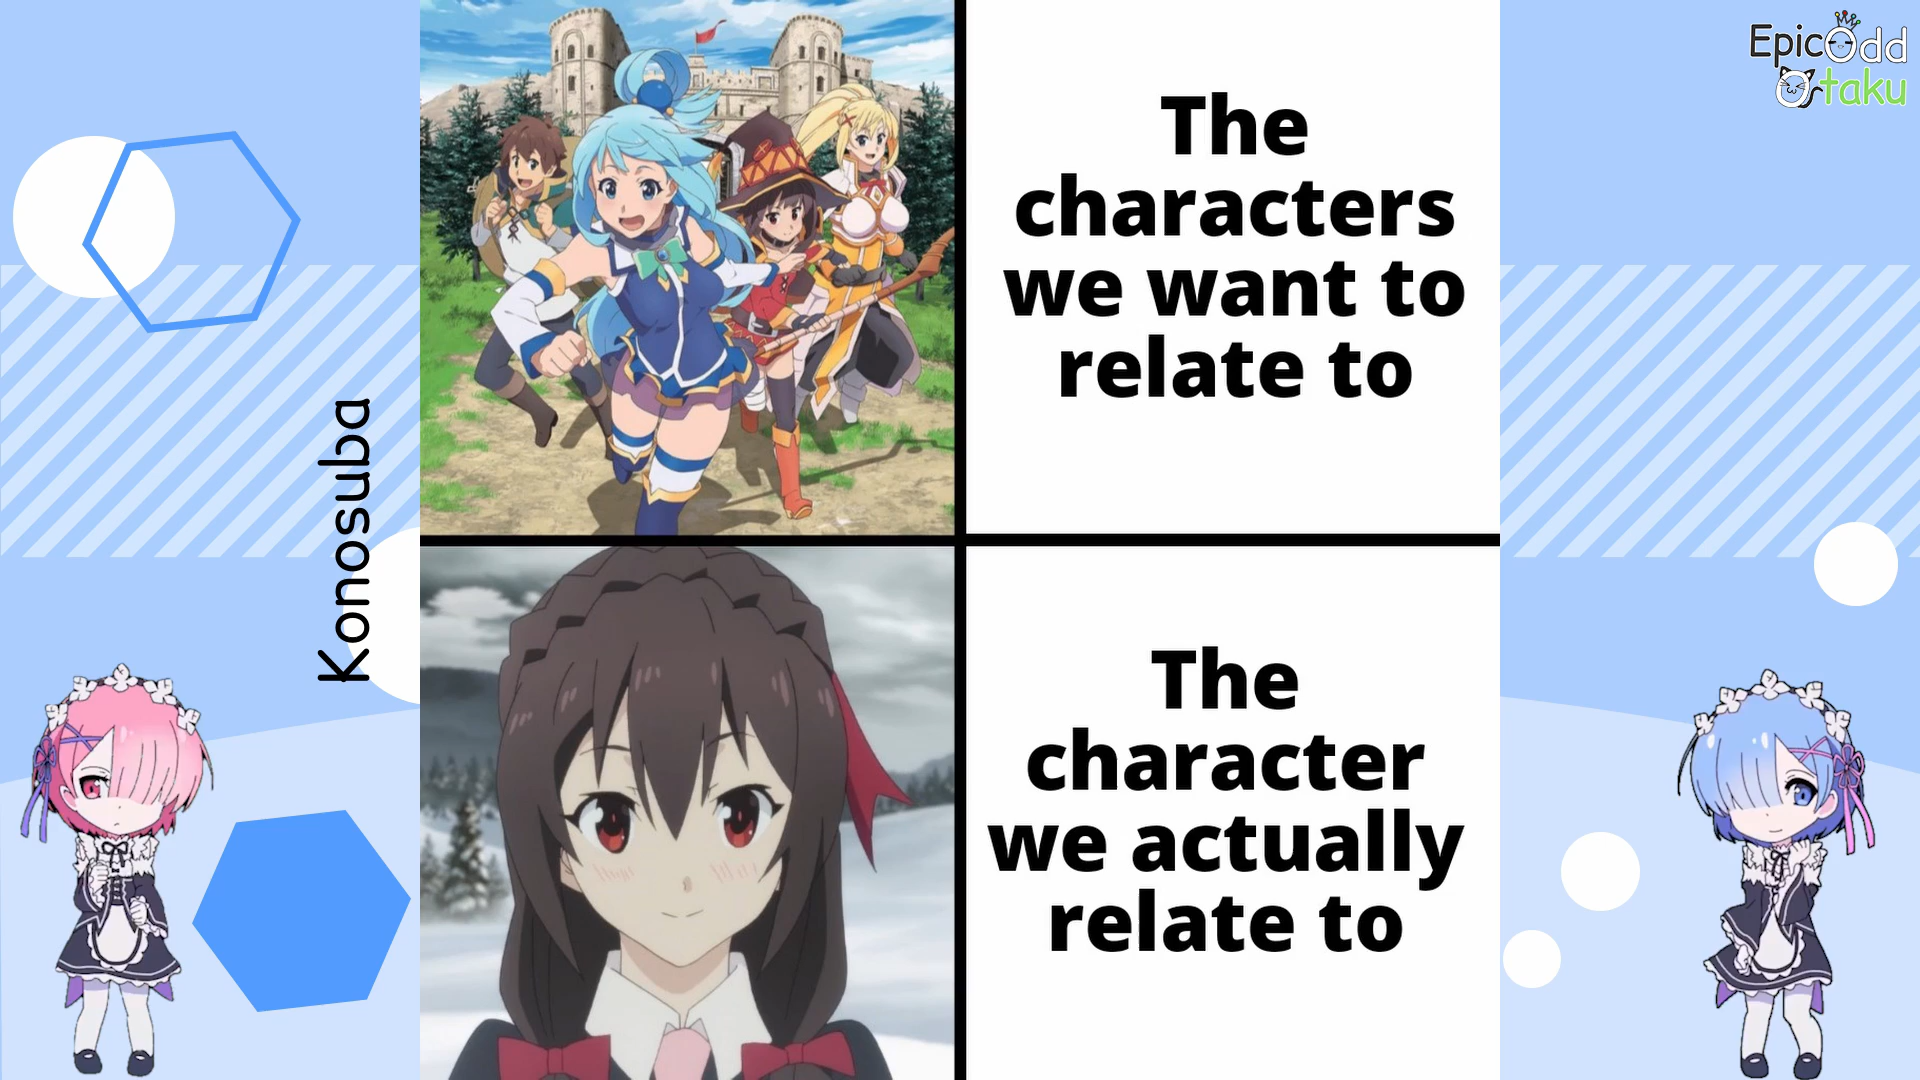 EpicOdd
Otaku
Konosuba
The
characters
we want to
relate to
The
character
we actually
relate to